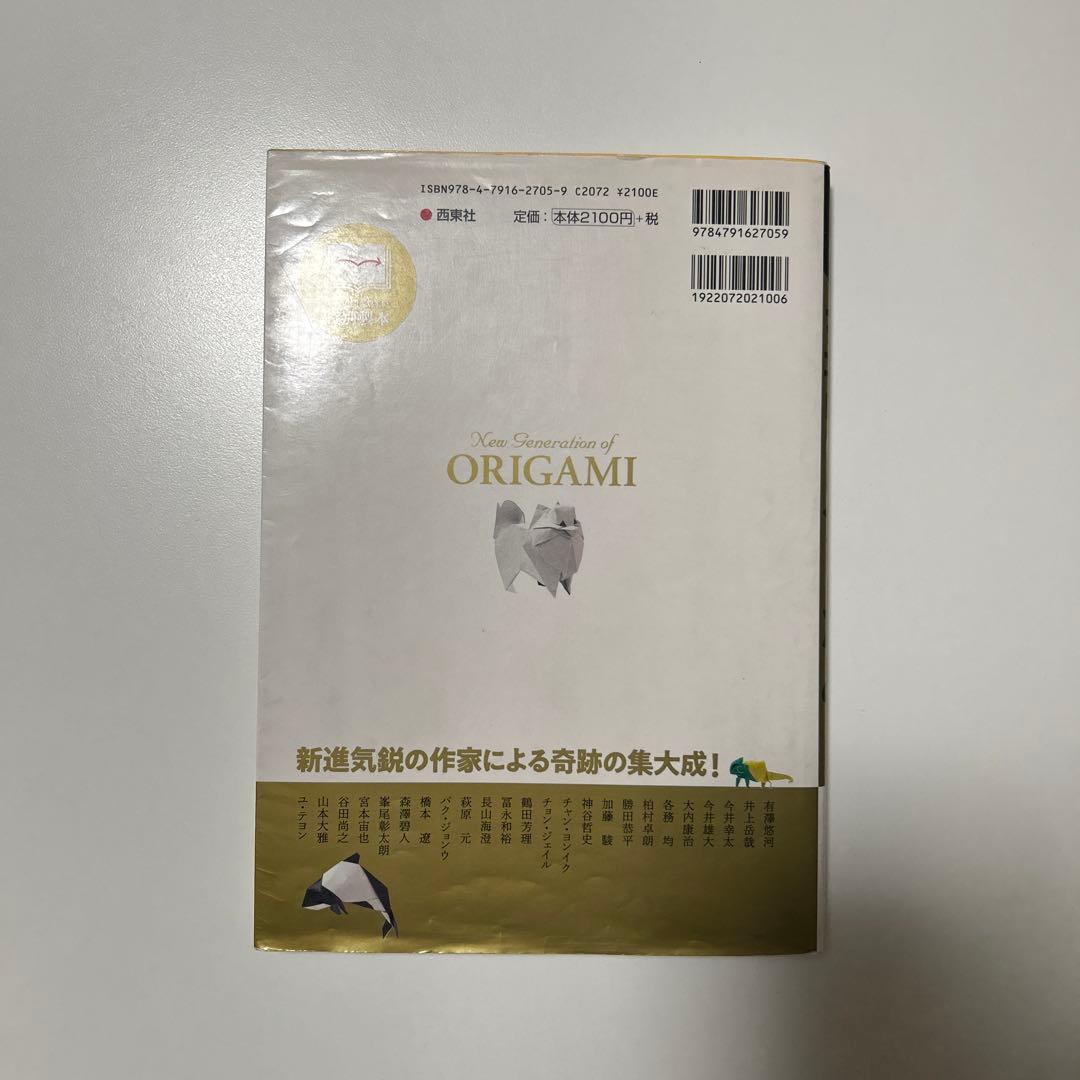 ISBN978-4-7916-2705-9 C2072 ¥2100E
西東社 定価：本体2100円+税
9784791627059
1922072021006
製本
New Generation of
ORIGAMI
新進気鋭の作家による奇跡の集大成！
有澤悠河
井上岳哉
今井幸太
今井雄大
大内康治
各務 均
柏村卓朗
勝田恭平
加藤 駿
神谷哲史
チャン・ヨンイク
チョン・ジェイル
鶴田芳理
冨永和裕
長山海澄
萩原 元
パク・ジョンウ
橋本 遼
森澤碧人
峯尾彰太朗
宮本宙也
谷田尚之
山本大雅
ユ・テヨン